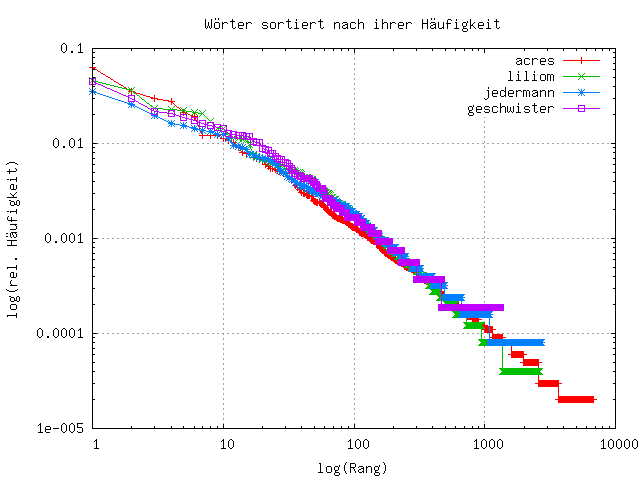 Wörter sortiert nach ihrer Häufigkeit
0.1
acres
liliom
jedermann
geschwister
0.01
log(rel. Häufigkeit)
0.001
0.0001
1e-005
1 10 100 1000 10000
log(Rang)